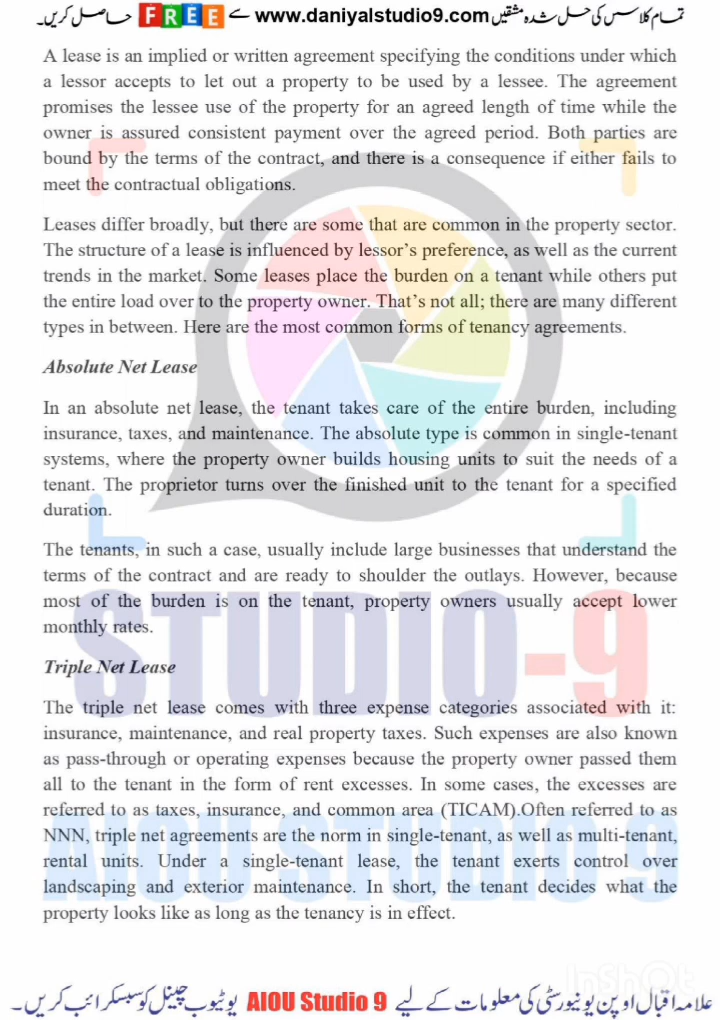 تمام کلاسس کی حل شدہ مشقیں www.daniyalstudio9.com سے FREE حاصل کریں۔
A lease is an implied or written agreement specifying the conditions under which
a lessor accepts to let out a property to be used by a lessee. The agreement
promises the lessee use of the property for an agreed length of time while the
owner is assured consistent payment over the agreed period. Both parties are
bound by the terms of the contract, and there is a consequence if either fails to
meet the contractual obligations.
Leases differ broadly, but there are some that are common in the property sector.
The structure of a lease is influenced by lessor’s preference, as well as the current
trends in the market. Some leases place the burden on a tenant while others put
the entire load over to the property owner. That’s not all; there are many different
types in between. Here are the most common forms of tenancy agreements.
Absolute Net Lease
In an absolute net lease, the tenant takes care of the entire burden, including
insurance, taxes, and maintenance. The absolute type is common in single-tenant
systems, where the property owner builds housing units to suit the needs of a
tenant. The proprietor turns over the finished unit to the tenant for a specified
duration.
The tenants, in such a case, usually include large businesses that understand the
terms of the contract and are ready to shoulder the outlays. However, because
most of the burden is on the tenant, property owners usually accept lower
monthly rates.
STUDIO-9
Triple Net Lease
The triple net lease comes with three expense categories associated with it:
insurance, maintenance, and real property taxes. Such expenses are also known
as pass-through or operating expenses because the property owner passed them
all to the tenant in the form of rent excesses. In some cases, the excesses are
referred to as taxes, insurance, and common area (TICAM).Often referred to as
NNN, triple net agreements are the norm in single-tenant, as well as multi-tenant,
rental units. Under a single-tenant lease, the tenant exerts control over
landscaping and exterior maintenance. In short, the tenant decides what the
property looks like as long as the tenancy is in effect.
AIOU STUDIO 9
InShOt
علامہ اقبال اوپن یونیورسٹی کی معلومات کے لیے AIOU Studio 9 یوٹیوب چینل کو سبسکرائب کریں۔